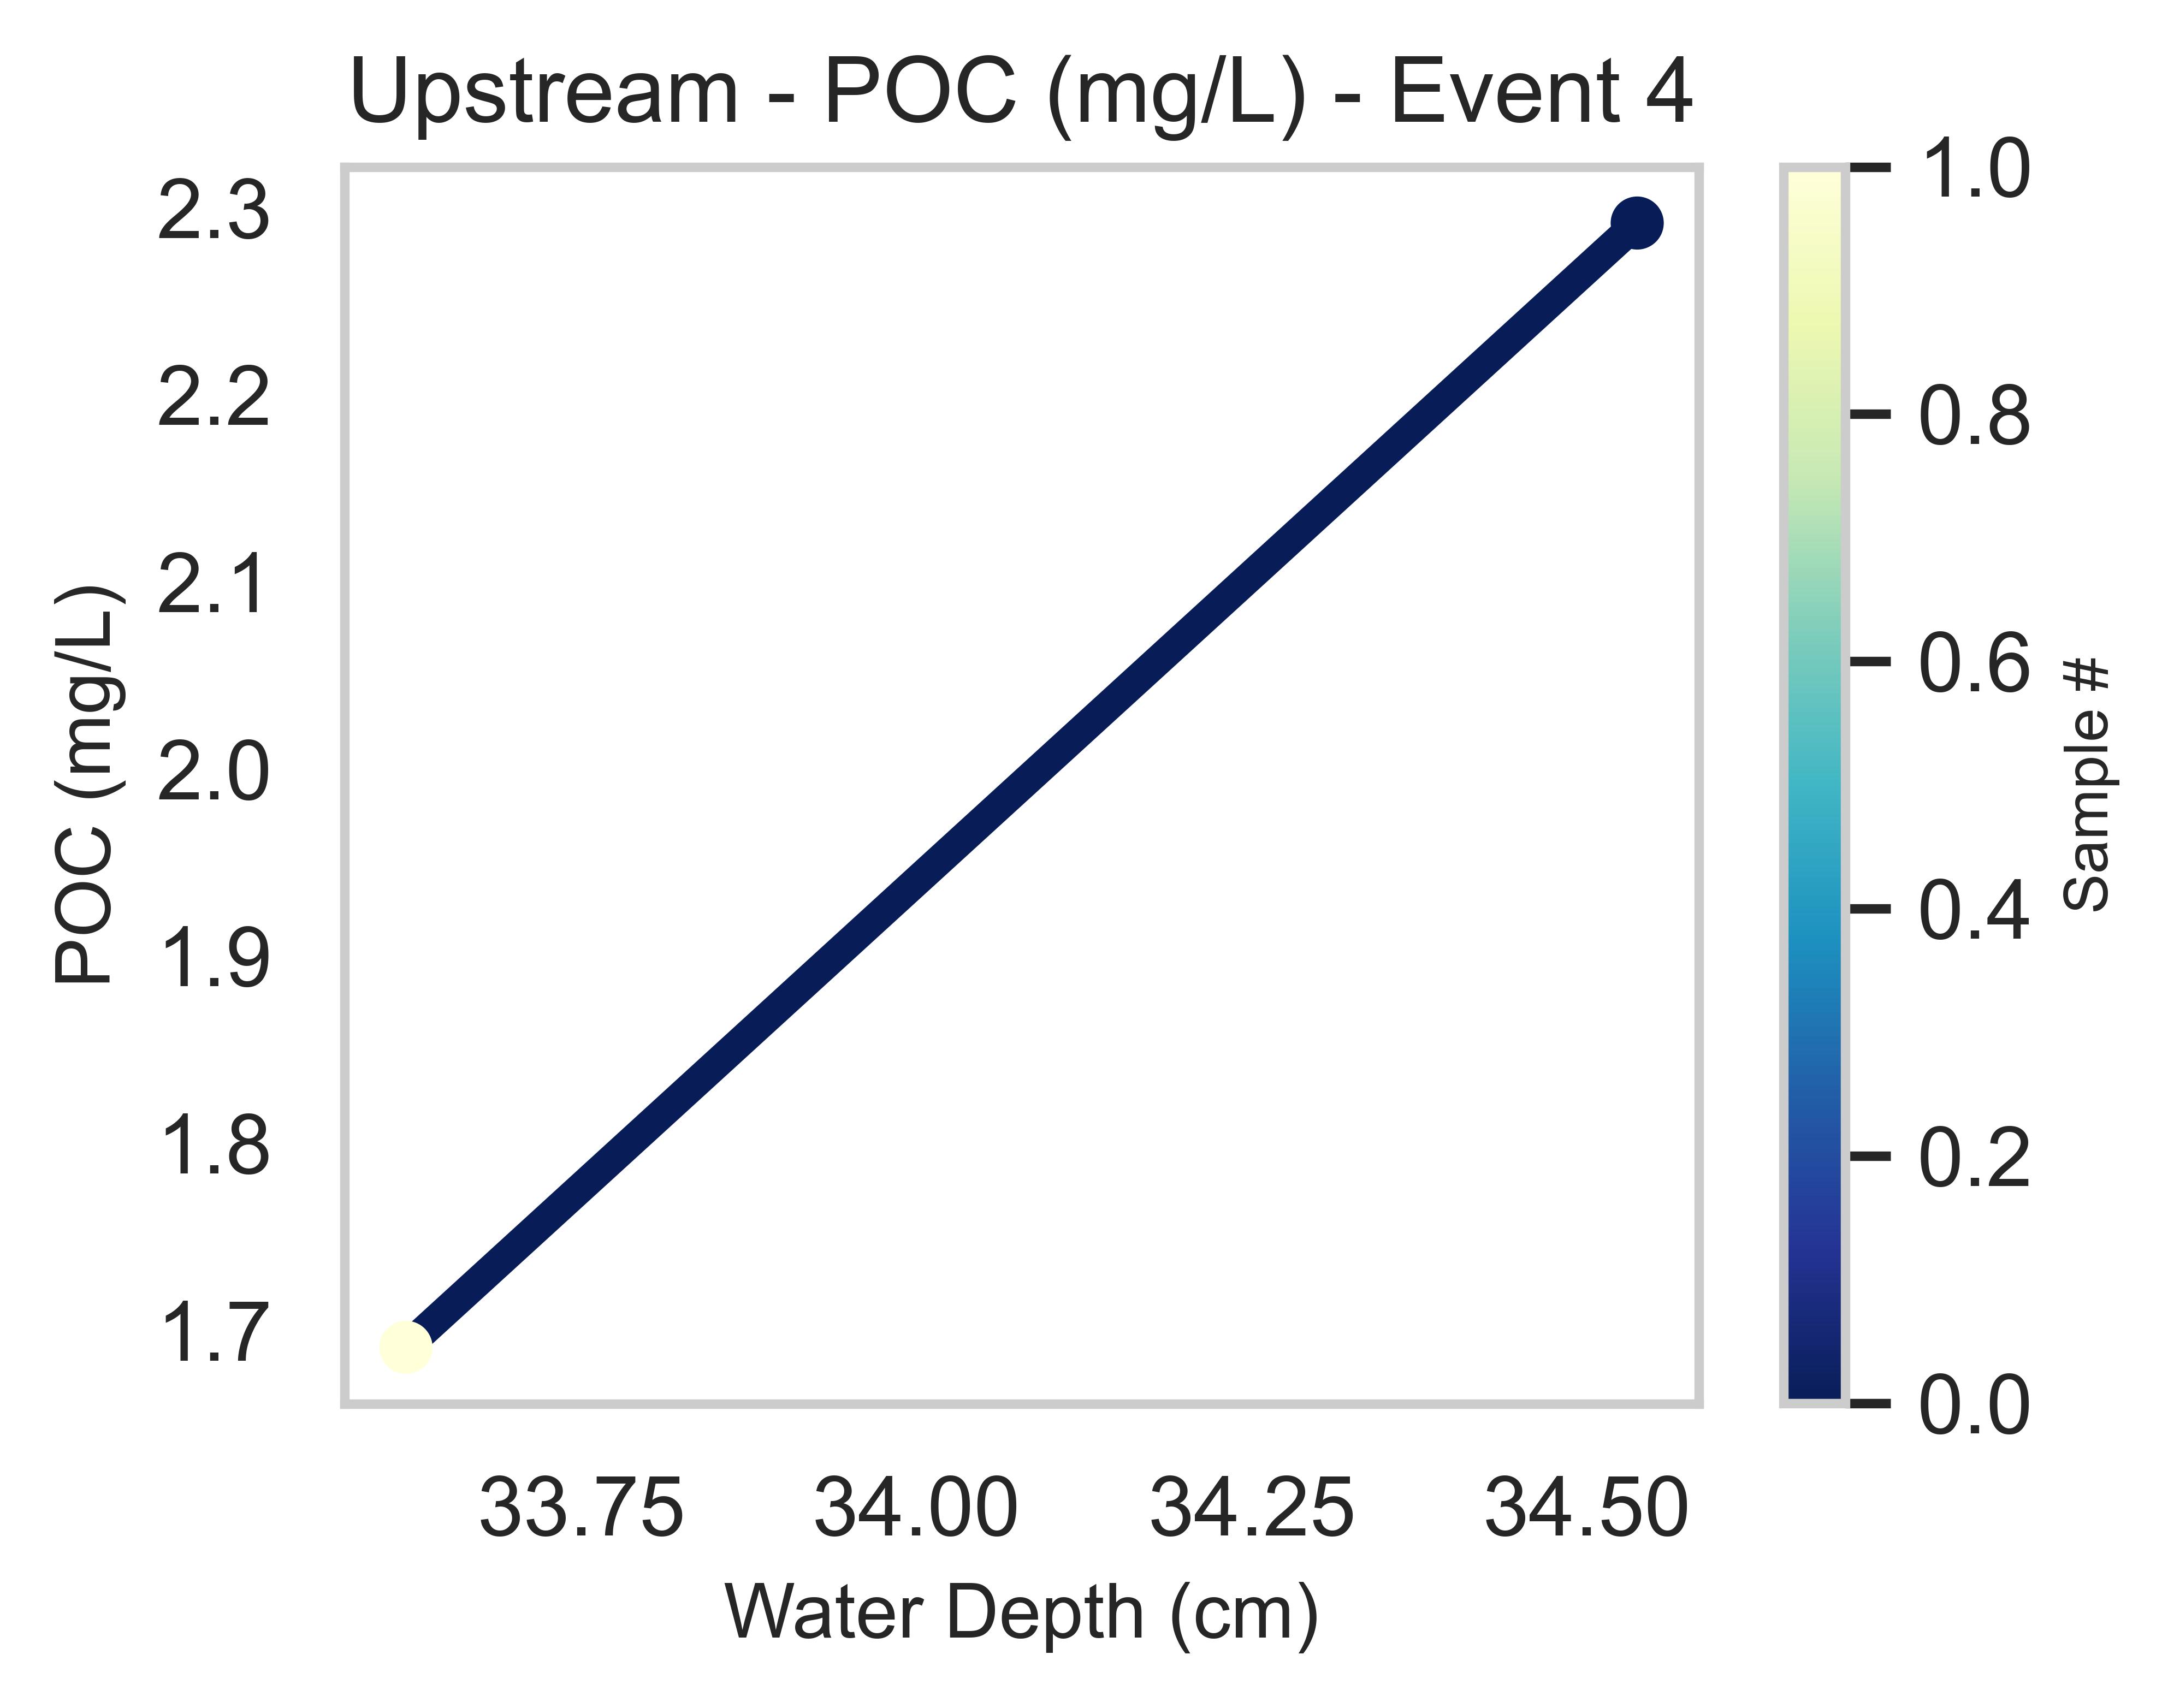 Upstream - POC (mg/L) - Event 4
2.3
2.2
2.1
2.0
1.9
1.8
1.7
POC (mg/L)
33.75 34.00 34.25 34.50
Water Depth (cm)
1.0
0.8
0.6
0.4
0.2
0.0
Sample #